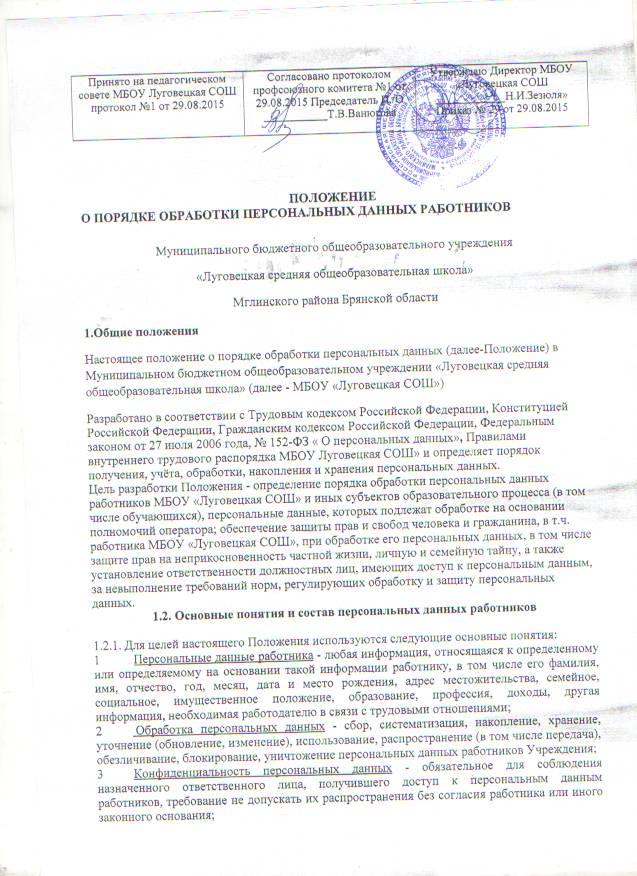 Принято на педагогическом
совете МБОУ Луговецкая СОШ
протокол №1 от 29.08.2015
Согласовано протоколом
профсоюзного комитета №1 от
29.08.2015 Председатель П/О
Т.В.Ванюгова
Утверждаю Директор МБОУ
«Луговецкая СОШ
Н.И.Зезюля»
Приказ № от 29.08.2015
ПОЛОЖЕНИЕ
О ПОРЯДКЕ ОБРАБОТКИ ПЕРСОНАЛЬНЫХ ДАННЫХ РАБОТНИКОВ
Муниципального бюджетного общеобразовательного учреждения
«Луговецкая средняя общеобразовательная школа»
Мглинского района Брянской области
1.Общие положения
Настоящее положение о порядке обработки персональных данных (далее-Положение) в
Муниципальном бюджетном общеобразовательном учреждении «Луговецкая средняя
общеобразовательная школа» (далее - МБОУ «Луговецкая СОШ»)
Разработано в соответствии с Трудовым кодексом Российской Федерации, Конституцией
Российской Федерации, Гражданским кодексом Российской Федерации, Федеральным
законом от 27 июля 2006 года, № 152-ФЗ « О персональных данных», Правилами
внутреннего трудового распорядка МБОУ Луговецкая СОШ» и определяет порядок
получения, учёта, обработки, накопления и хранения персональных данных.
Цель разработки Положения - определение порядка обработки персональных данных
работников МБОУ «Луговецкая СОШ» и иных субъектов образовательного процесса (в том
числе обучающихся), персональные данные, которых подлежат обработке на основании
полномочий оператора; обеспечение защиты прав и свобод человека и гражданина, в т.ч.
работника МБОУ «Луговецкая СОШ», при обработке его персональных данных, в том числе
защите прав на неприкосновенность частной жизни, личную и семейную тайну, а также
установление ответственности должностных лиц, имеющих доступ к персональным данным,
за невыполнение требований норм, регулирующих обработку и защиту персональных
данных.
1.2. Основные понятия и состав персональных данных работников
1.2.1. Для целей настоящего Положения используются следующие основные понятия:
1 Персональные данные работника - любая информация, относящаяся к определенному
или определяемому на основании такой информации работнику, в том числе его фамилия,
имя, отчество, год, месяц, дата и место рождения, адрес местожительства, семейное,
социальное, имущественное положение, образование, профессия, доходы, другая
информация, необходимая работодателю в связи с трудовыми отношениями;
2 Обработка персональных данных - сбор, систематизация, накопление, хранение,
уточнение (обновление, изменение), использование, распространение (в том числе передача),
обезличивание, блокирование, уничтожение персональных данных работников Учреждения;
3 Конфиденциальность персональных данных - обязательное для соблюдения
назначенного ответственного лица, получившего доступ к персональным данным
работников, требование не допускать их распространения без согласия работника или иного
законного основания;